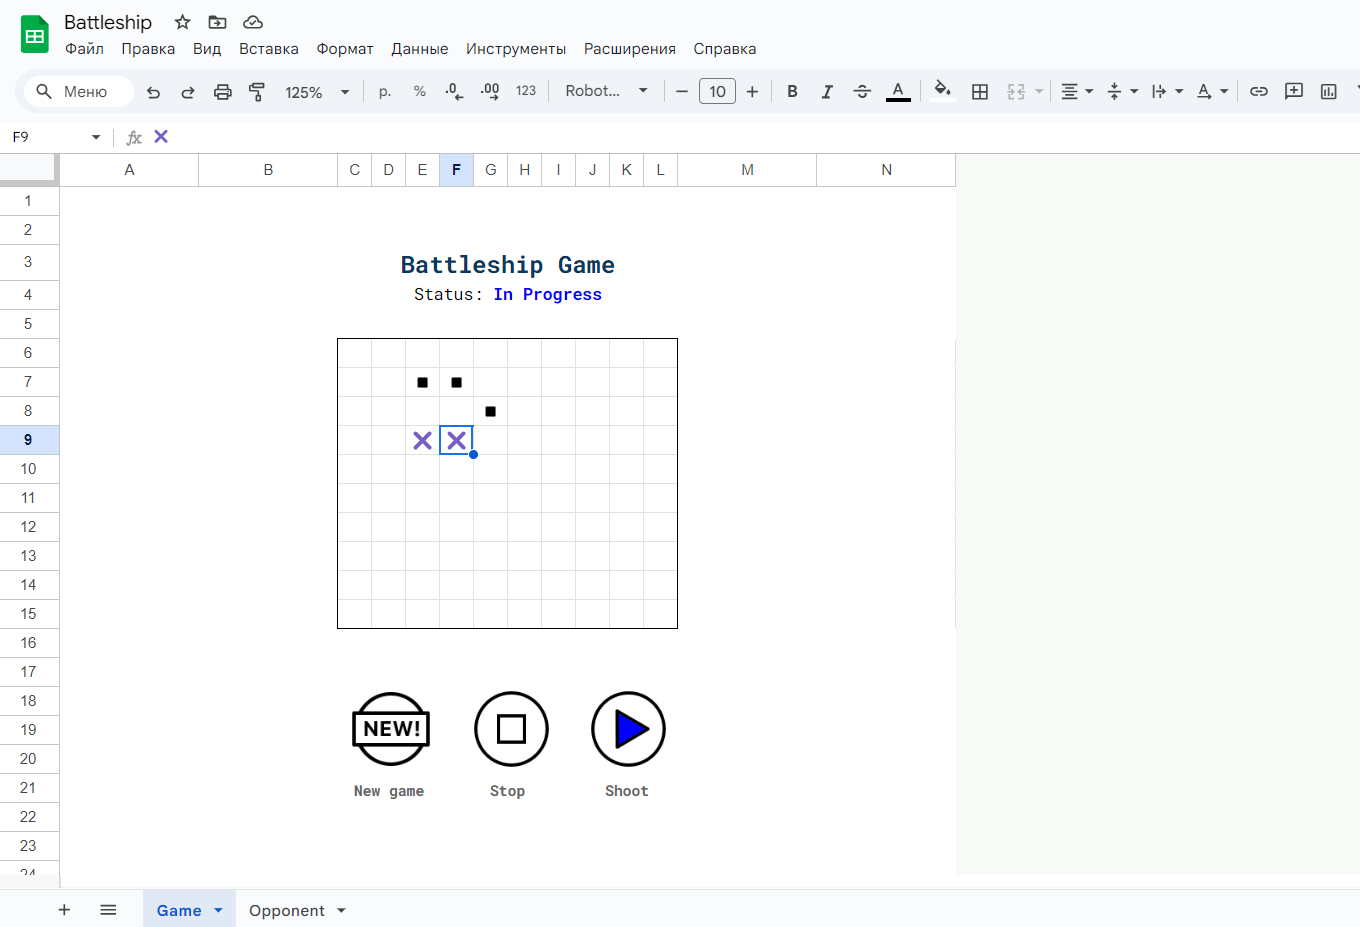 Battleship
Файл Правка Вид Вставка Формат Данные Инструменты Расширения Справка
Меню 125% р. % .0 .00 123 Robot... 10 B I A A
F9 fx ✕
A B C D E F G H I J K L M N
1
2
3
Battleship Game
4
Status: In Progress
5
6
7
8
9
10
11
12
13
14
15
16
17
18
19
NEW!
20
21
New game Stop Shoot
22
23
24
Game Opponent